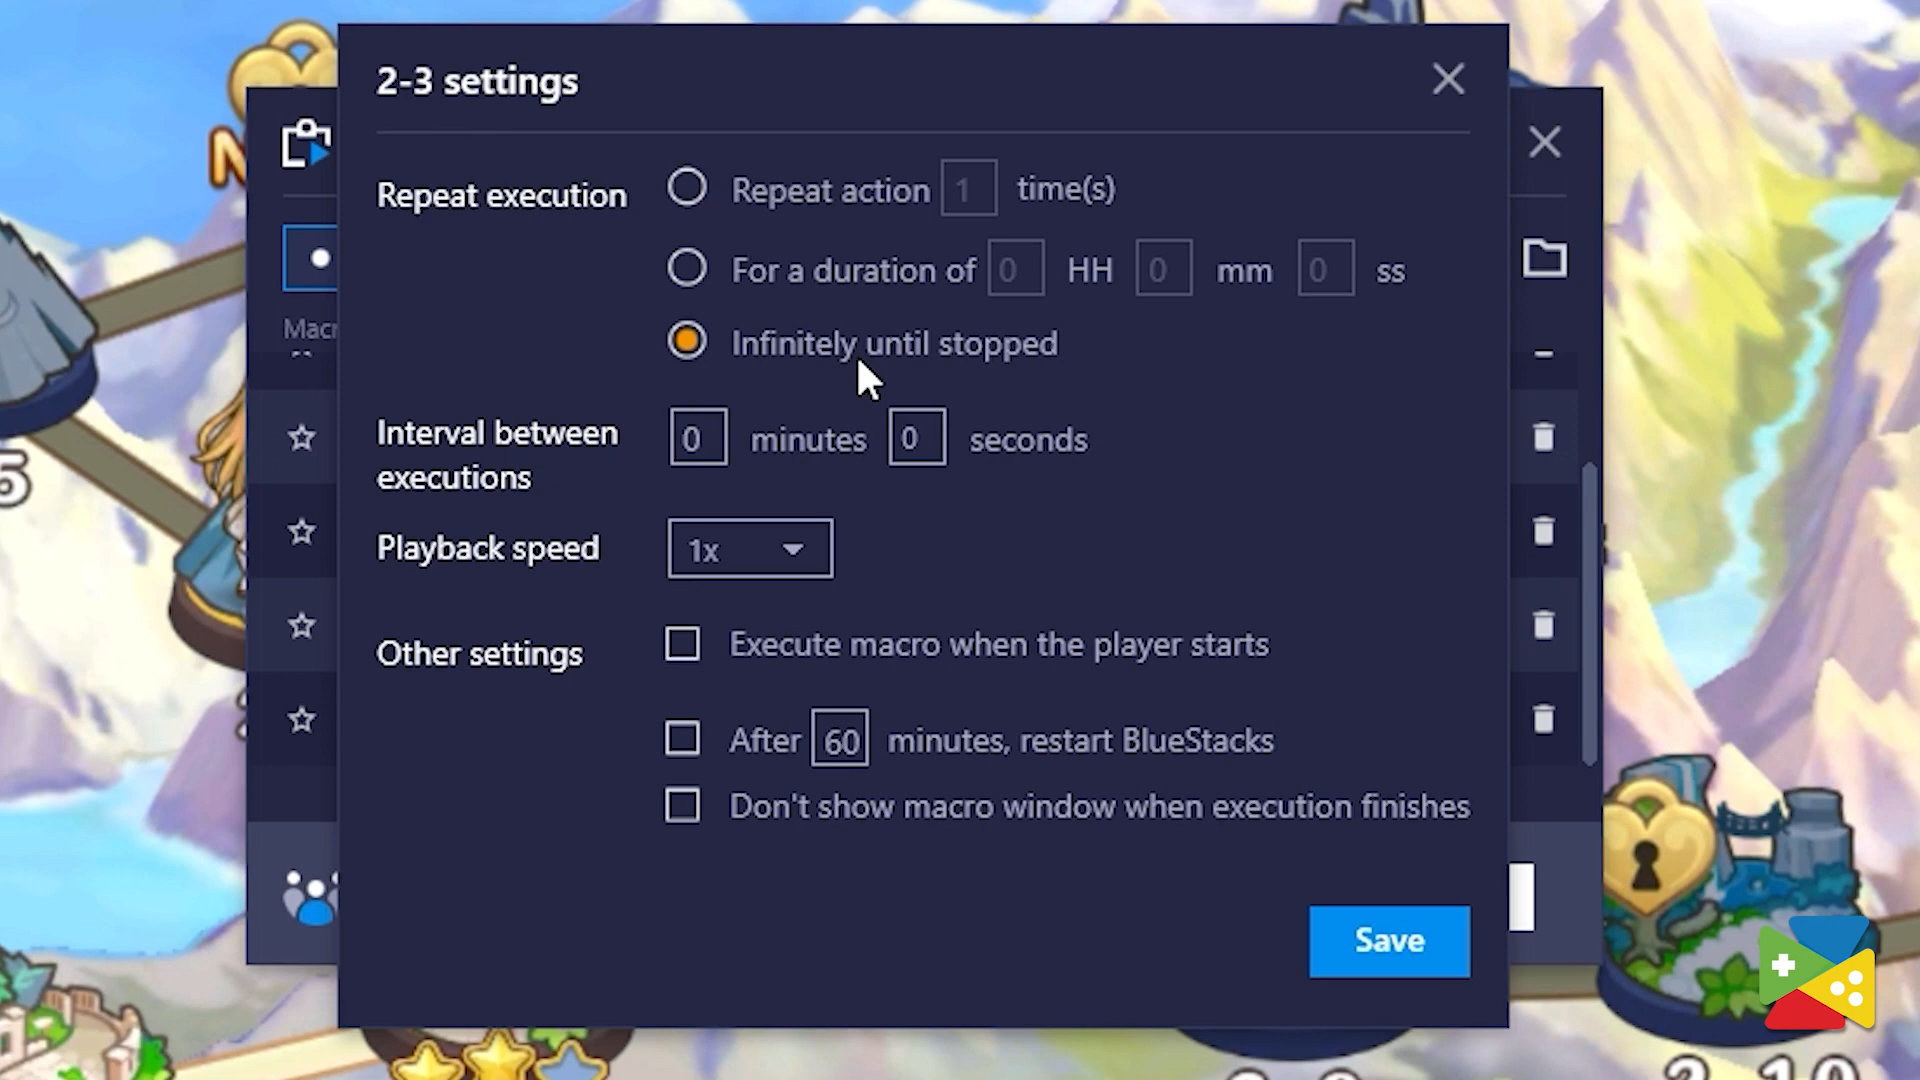 2-3 settings
Repeat execution
Repeat action 1 time(s)
For a duration of 0 HH 0 mm 0 ss
Infinitely until stopped
Interval between
executions
0 minutes 0 seconds
Playback speed
1x
Other settings
Execute macro when the player starts
After 60 minutes, restart BlueStacks
Don't show macro window when execution finishes
Save
N
Macr
5